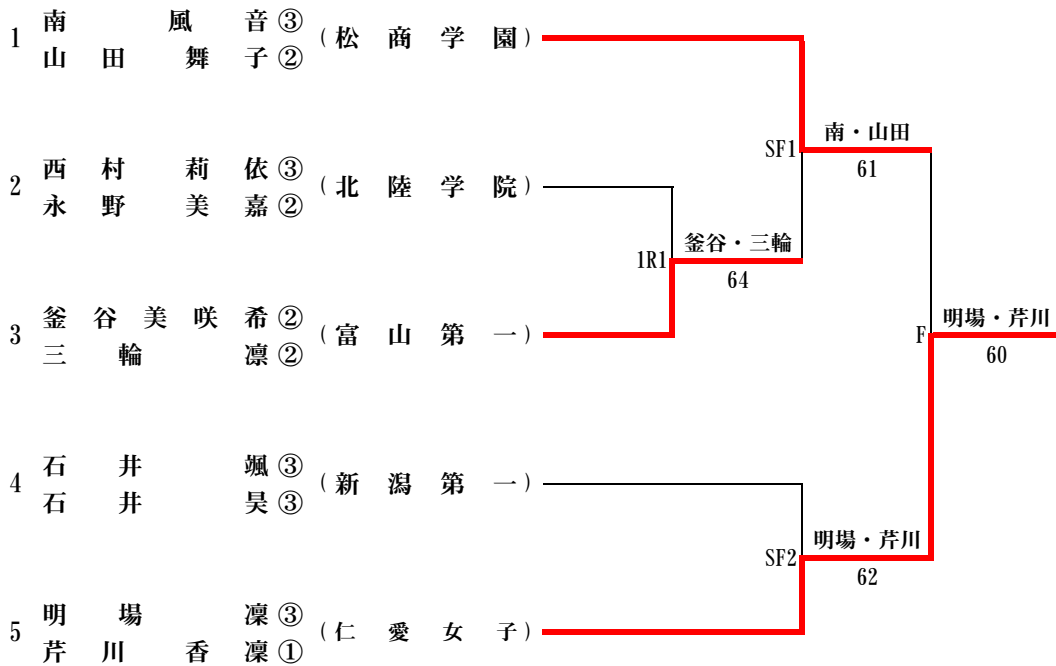 1 南 風 音 ③ (松 商 学 園)
山 田 舞 子 ②
南・山田
SF1
61
2 西 村 莉 依 ③ (北 陸 学 院)
永 野 美 嘉 ②
釜谷・三輪
1R1
64
3 釜 谷 美 咲 希 ② (富 山 第 一)
三 輪 凛 ②
明場・芹川
F
60
4 石 井 颯 ③ (新 潟 第 一)
石 井 昊 ③
明場・芹川
SF2
62
5 明 場 凜 ③ (仁 愛 女 子)
芹 川 香 凜 ①